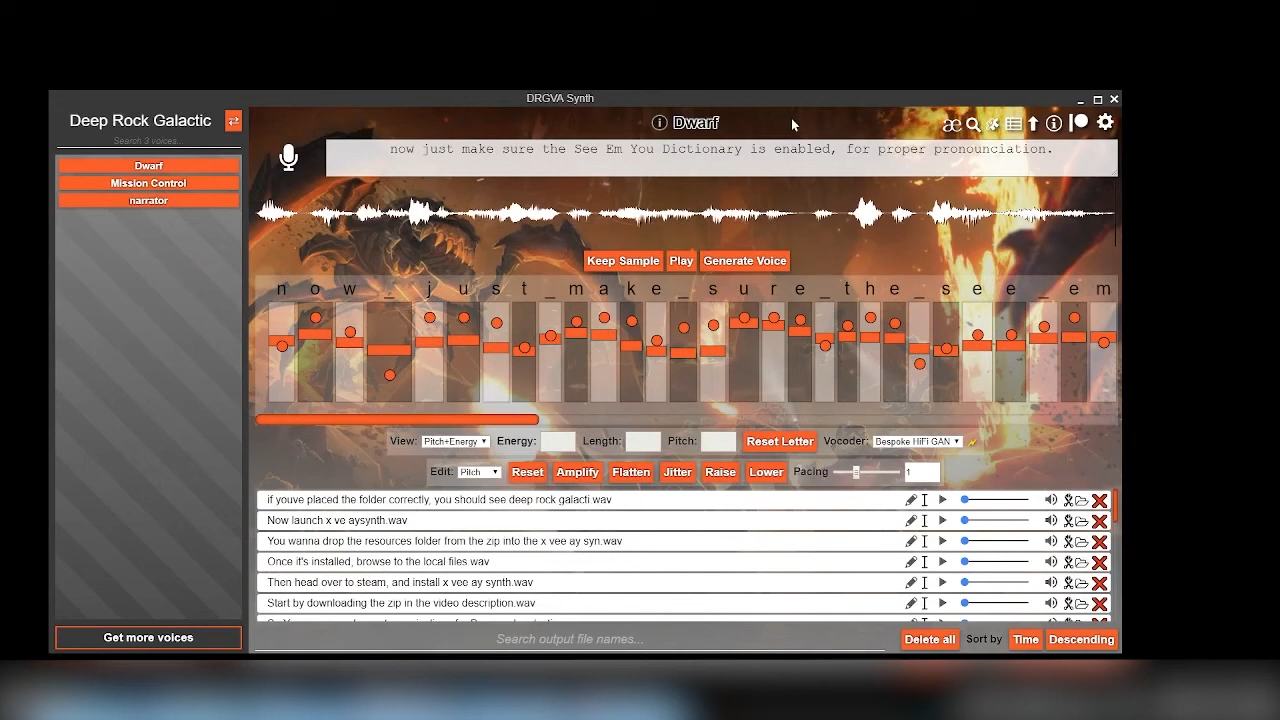 DRGVA Synth
Deep Rock Galactic
Search 3 voices...
Dwarf
Mission Control
narrator
Get more voices
i Dwarf
æ
now just make sure the See Em You Dictionary is enabled, for proper pronounciation.
Keep Sample Play Generate Voice
n o w _ j u s t _ m a k e _ s u r e _ t h e _ s e e _ e m
View: Pitch+Energy Energy: Length: Pitch: Reset Letter Vocoder: Bespoke HiFi GAN
Edit: Pitch Reset Amplify Flatten Jitter Raise Lower Pacing 1
if youve placed the folder correctly, you should see deep rock galacti.wav
Now launch x ve aysynth.wav
You wanna drop the resources folder from the zip into the x vee ay syn.wav
Once it's installed, browse to the local files.wav
Then head over to steam, and install x vee ay synth.wav
Start by downloading the zip in the video description.wav
Search output file names...
Delete all Sort by Time Descending